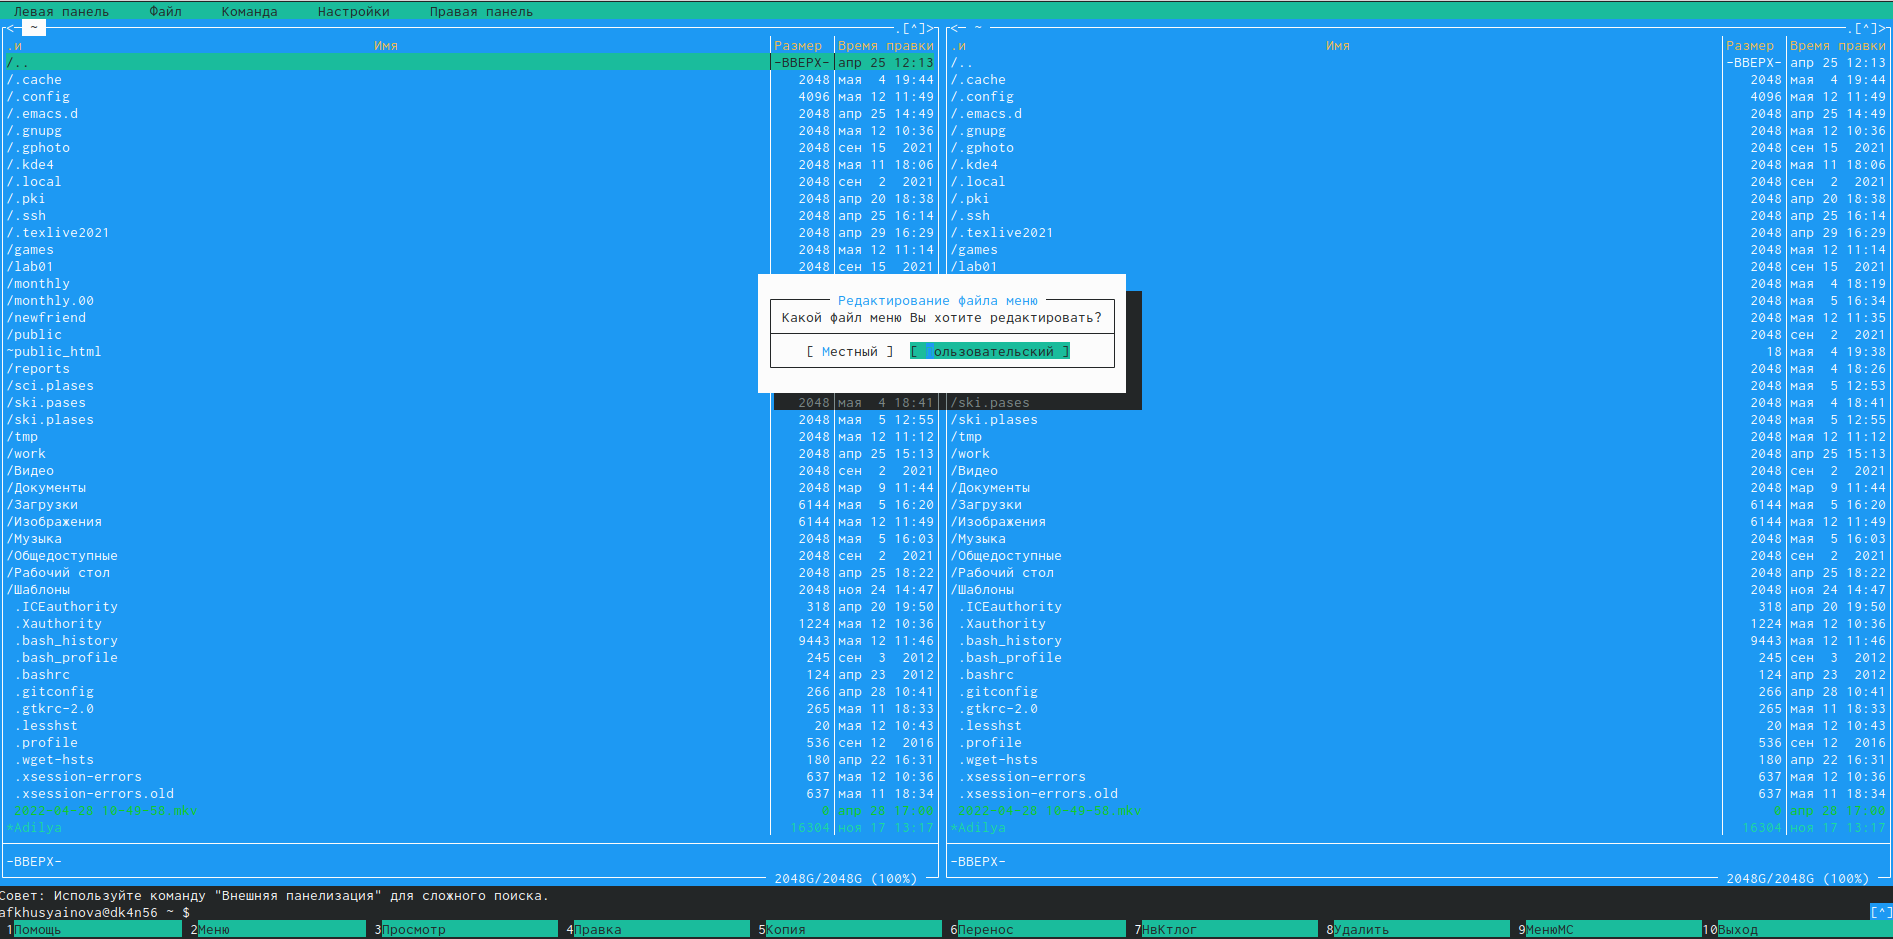 Левая панель Файл Команда Настройки Правая панель
<- ~ .[^]> <- ~ .[^]>
.и Имя Размер Время правки .и Имя Размер Время правки
/.. -ВВЕРХ- апр 25 12:13 /.. -ВВЕРХ- апр 25 12:13
/.cache 2048 мая 4 19:44 /.cache 2048 мая 4 19:44
/.config 4096 мая 12 11:49 /.config 4096 мая 12 11:49
/.emacs.d 2048 апр 25 14:49 /.emacs.d 2048 апр 25 14:49
/.gnupg 2048 мая 12 10:36 /.gnupg 2048 мая 12 10:36
/.gphoto 2048 сен 15 2021 /.gphoto 2048 сен 15 2021
/.kde4 2048 мая 11 18:06 /.kde4 2048 мая 11 18:06
/.local 2048 сен 2 2021 /.local 2048 сен 2 2021
/.pki 2048 апр 20 18:38 /.pki 2048 апр 20 18:38
/.ssh 2048 апр 25 16:14 /.ssh 2048 апр 25 16:14
/.texlive2021 2048 апр 29 16:29 /.texlive2021 2048 апр 29 16:29
/games 2048 мая 12 11:14 /games 2048 мая 12 11:14
/lab01 2048 сен 15 2021 /lab01 2048 сен 15 2021
/monthly 2048 мая 4 18:19
/monthly.00 Редактирование файла меню 2048 мая 5 16:34
/newfriend Какой файл меню Вы хотите редактировать? 2048 мая 12 11:35
/public 2048 сен 2 2021
~public_html [ Местный ] [ Пользовательский ] 18 мая 4 19:38
/reports 2048 мая 4 18:26
/sci.plases 2048 мая 5 12:53
/ski.pases 2048 мая 4 18:41 /ski.pases 2048 мая 4 18:41
/ski.plases 2048 мая 5 12:55 /ski.plases 2048 мая 5 12:55
/tmp 2048 мая 12 11:12 /tmp 2048 мая 12 11:12
/work 2048 апр 25 15:13 /work 2048 апр 25 15:13
/Видео 2048 сен 2 2021 /Видео 2048 сен 2 2021
/Документы 2048 мар 9 11:44 /Документы 2048 мар 9 11:44
/Загрузки 6144 мая 5 16:20 /Загрузки 6144 мая 5 16:20
/Изображения 6144 мая 12 11:49 /Изображения 6144 мая 12 11:49
/Музыка 2048 мая 5 16:03 /Музыка 2048 мая 5 16:03
/Общедоступные 2048 сен 2 2021 /Общедоступные 2048 сен 2 2021
/Рабочий стол 2048 апр 25 18:22 /Рабочий стол 2048 апр 25 18:22
/Шаблоны 2048 ноя 24 14:47 /Шаблоны 2048 ноя 24 14:47
.ICEauthority 318 апр 20 19:50 .ICEauthority 318 апр 20 19:50
.Xauthority 1224 мая 12 10:36 .Xauthority 1224 мая 12 10:36
.bash_history 9443 мая 12 11:46 .bash_history 9443 мая 12 11:46
.bash_profile 245 сен 3 2012 .bash_profile 245 сен 3 2012
.bashrc 124 апр 23 2012 .bashrc 124 апр 23 2012
.gitconfig 266 апр 28 10:41 .gitconfig 266 апр 28 10:41
.gtkrc-2.0 265 мая 11 18:33 .gtkrc-2.0 265 мая 11 18:33
.lesshst 20 мая 12 10:43 .lesshst 20 мая 12 10:43
.profile 536 сен 12 2016 .profile 536 сен 12 2016
.wget-hsts 180 апр 22 16:31 .wget-hsts 180 апр 22 16:31
.xsession-errors 637 мая 12 10:36 .xsession-errors 637 мая 12 10:36
.xsession-errors.old 637 мая 11 18:34 .xsession-errors.old 637 мая 11 18:34
*Adilya 16304 ноя 17 13:17 *Adilya 16304 ноя 17 13:17
-ВВЕРХ- -ВВЕРХ-
2048G/2048G (100%) 2048G/2048G (100%)
Совет: Используйте команду "Внешняя панелизация" для сложного поиска.
afkhusyainova@dk4n56 ~ $ [^]
1Помощь 2Меню 3Просмотр 4Правка 5Копия 6Перенос 7НвКтлог 8Удалить 9МенюМС 10Выход